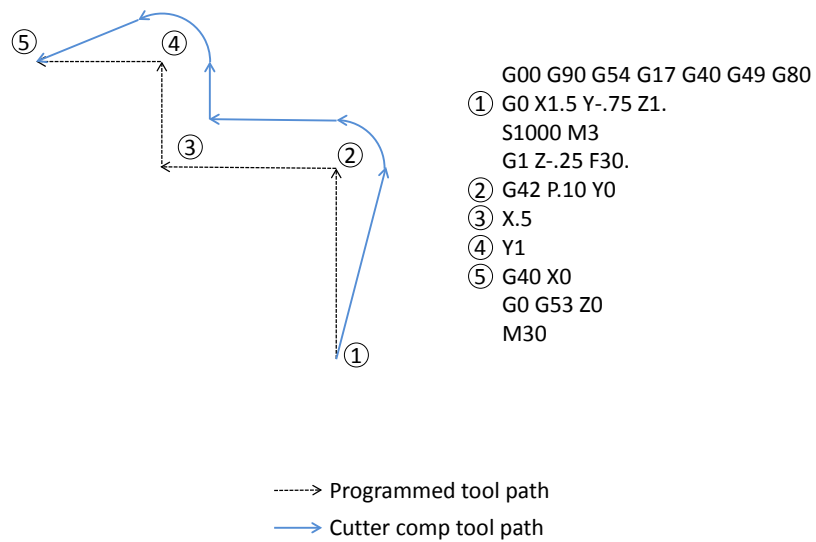 ⑤
④
③
②
①
G00 G90 G54 G17 G40 G49 G80
① G0 X1.5 Y-.75 Z1.
S1000 M3
G1 Z-.25 F30.
② G42 P.10 Y0
③ X.5
④ Y1
⑤ G40 X0
G0 G53 Z0
M30
Programmed tool path
Cutter comp tool path